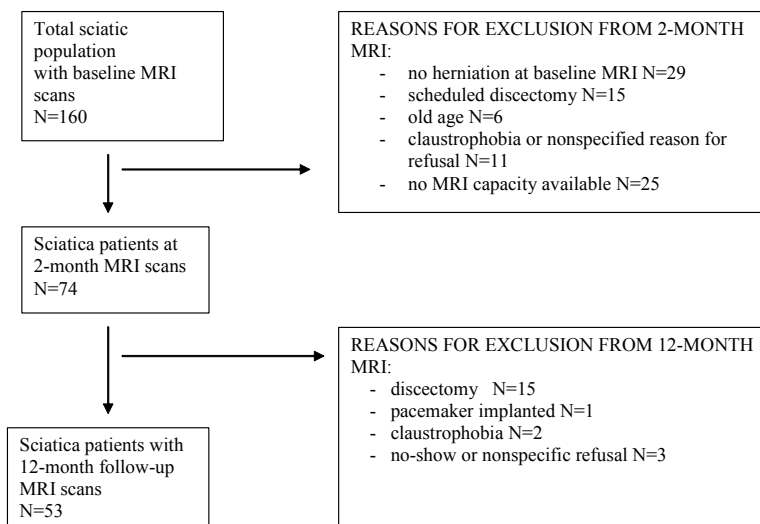 Total sciatic
population
with baseline MRI
scans
N=160
REASONS FOR EXCLUSION FROM 2-MONTH
MRI:
- no herniation at baseline MRI N=29
- scheduled discectomy N=15
- old age N=6
- claustrophobia or nonspecified reason for
refusal N=11
- no MRI capacity available N=25
Sciatica patients at
2-month MRI scans
N=74
REASONS FOR EXCLUSION FROM 12-MONTH
MRI:
- discectomy N=15
- pacemaker implanted N=1
- claustrophobia N=2
- no-show or nonspecific refusal N=3
Sciatica patients with
12-month follow-up
MRI scans
N=53